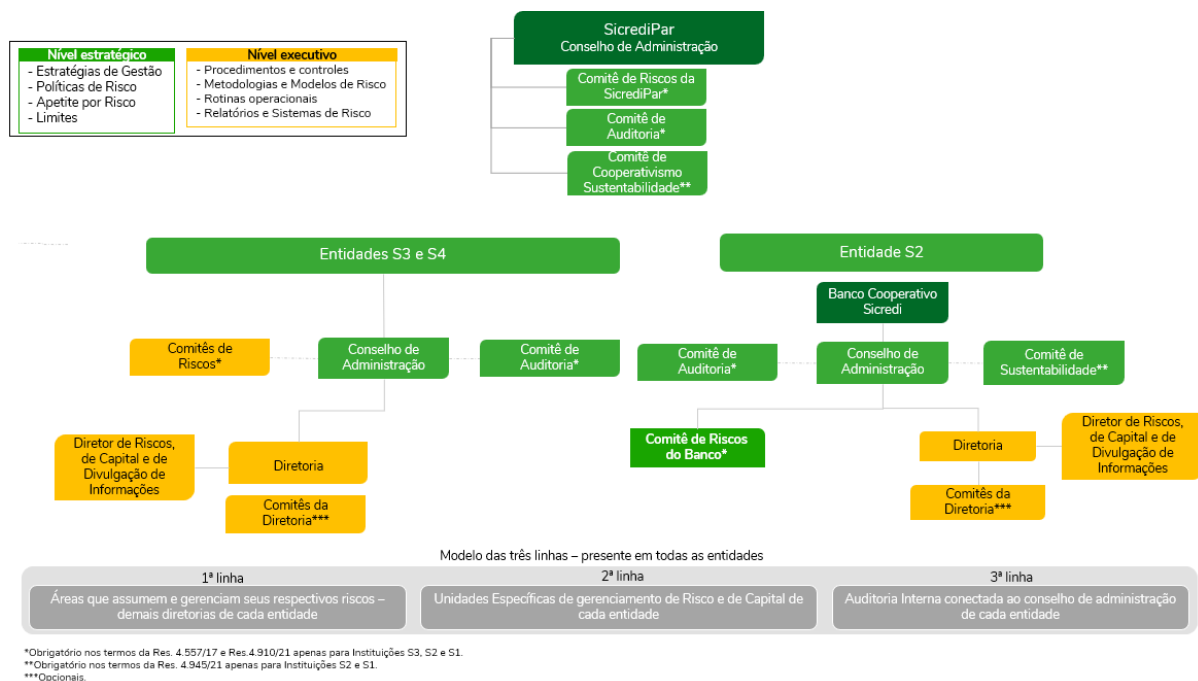 SicrediPar
Conselho de Administração
Nível estratégico
- Estratégias de Gestão
- Políticas de Risco
- Apetite por Risco
- Limites
Nível executivo
- Procedimentos e controles
- Metodologias e Modelos de Risco
- Rotinas operacionais
- Relatórios e Sistemas de Risco
Comitê de Riscos da
SicrediPar*
Comitê de
Auditoria*
Comitê de
Cooperativismo
Sustentabilidade**
Entidades S3 e S4
Entidade S2
Banco Cooperativo
Sicredi
Comitês de
Riscos*
Conselho de
Administração
Comitê de
Auditoria*
Comitê de
Auditoria*
Conselho de
Administração
Comitê de
Sustentabilidade**
Diretor de Riscos,
de Capital e de
Divulgação de
Informações
Diretoria
Comitês da
Diretoria***
Comitê de Riscos
do Banco*
Diretoria
Diretor de Riscos,
de Capital e de
Divulgação de
Informações
Comitês da
Diretoria***
Modelo das três linhas – presente em todas as entidades
1ª linha
Áreas que assumem e gerenciam seus respectivos riscos –
demais diretorias de cada entidade
2ª linha
Unidades Específicas de gerenciamento de Risco e de Capital de
cada entidade
3ª linha
Auditoria Interna conectada ao conselho de administração
de cada entidade
*Obrigatório nos termos da Res. 4.557/17 e Res.4.910/21 apenas para Instituições S3, S2 e S1.
**Obrigatório nos termos da Res. 4.945/21 apenas para Instituições S2 e S1.
***Opcionais.